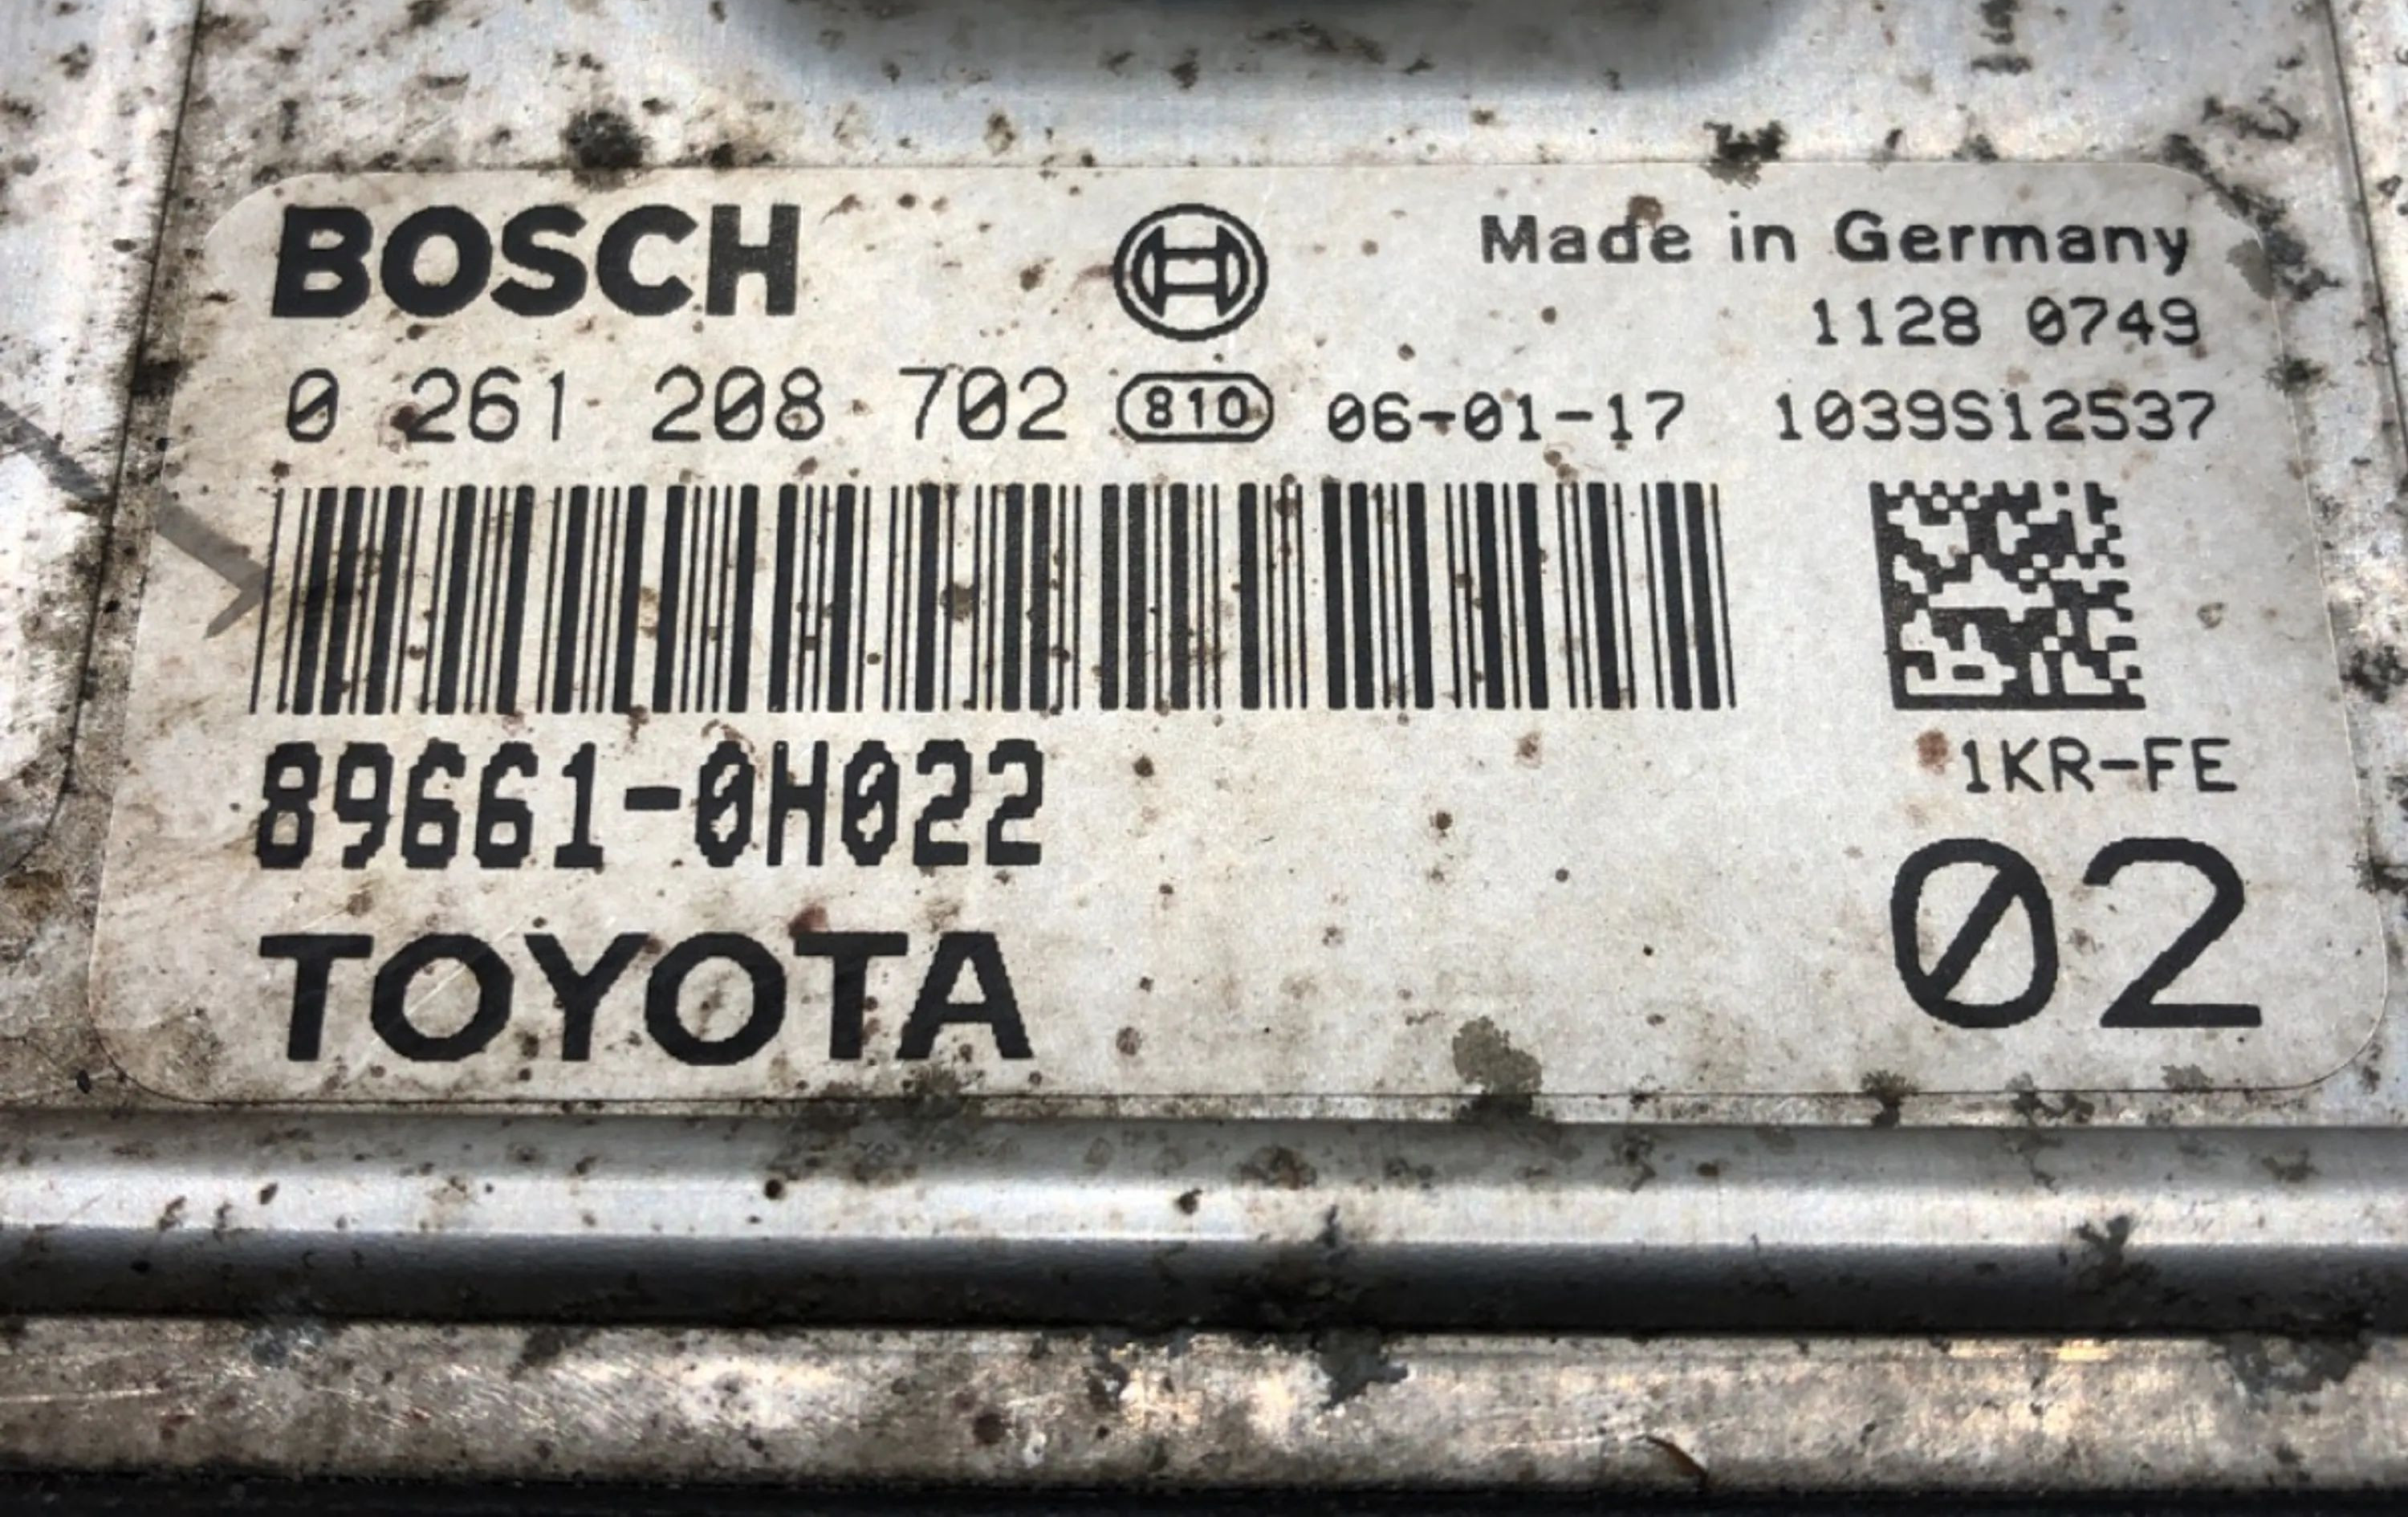 BOSCH
Made in Germany
1128 0749
0 261 208 702 810 06-01-17 1039S12537
89661-0H022
1KR-FE
TOYOTA
02